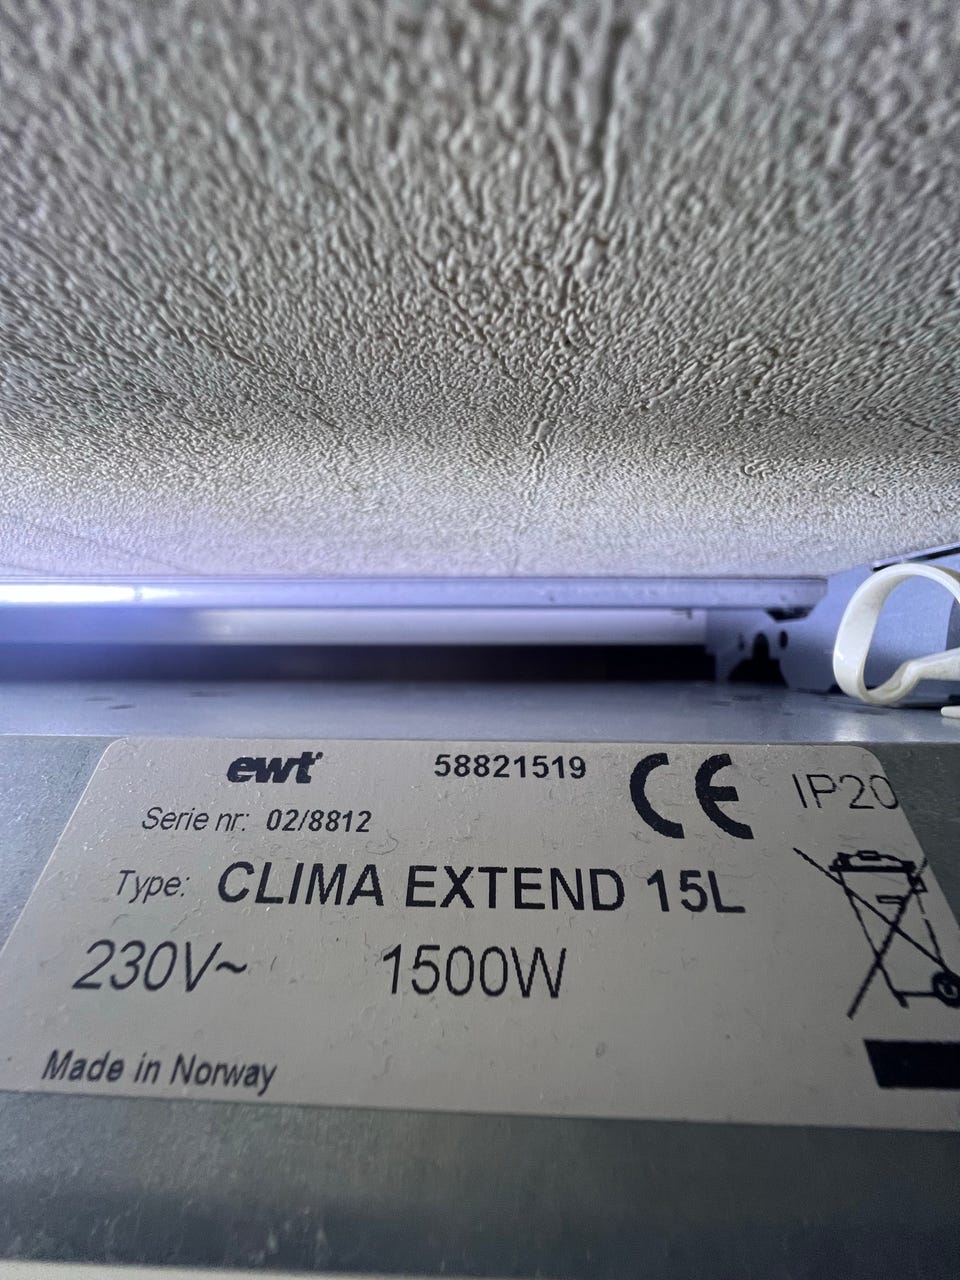 ewt 58821519 CE IP20
Serie nr: 02/8812
Type: CLIMA EXTEND 15L
230V~ 1500W
Made in Norway